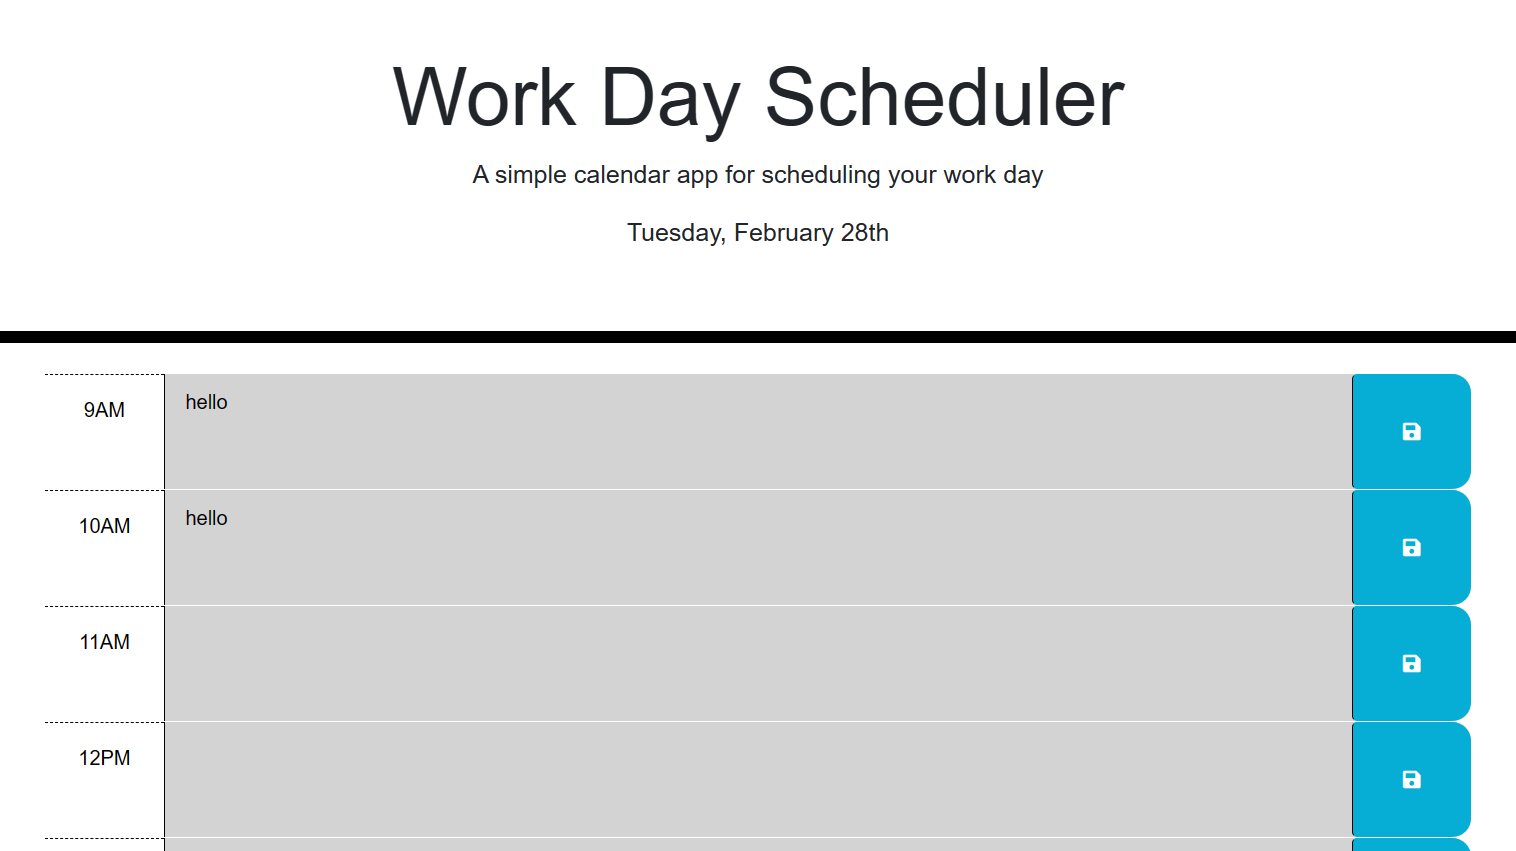 Work Day Scheduler
A simple calendar app for scheduling your work day
Tuesday, February 28th
9AM
hello
10AM
hello
11AM
12PM